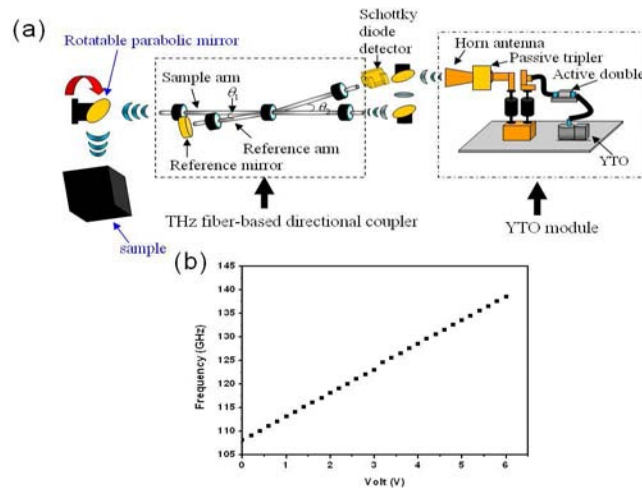 (a)
Rotatable parabolic mirror
Sample arm
θ1
θ2
Reference arm
Reference mirror
THz fiber-based directional coupler
sample
Schottky
diode
detector
Horn antenna
Passive tripler
Active double
YTO
YTO module
(b)
Frequency (GHz)
145
140
135
130
125
120
115
110
105
0
1
2
3
4
5
6
Volt (V)